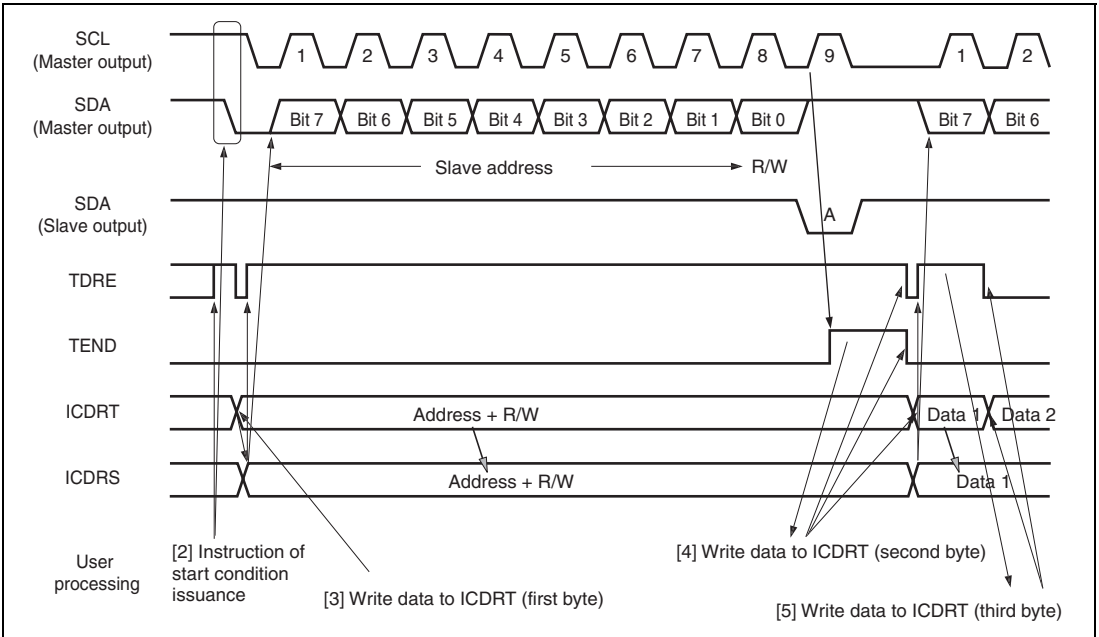 SCL
(Master output)
1 2 3 4 5 6 7 8 9 1 2
SDA
(Master output)
Bit 7 Bit 6 Bit 5 Bit 4 Bit 3 Bit 2 Bit 1 Bit 0 Bit 7 Bit 6
Slave address R/W
SDA
(Slave output)
A
TDRE
TEND
ICDRT
Address + R/W Data 1 Data 2
ICDRS
Address + R/W Data 1
User
processing
[2] Instruction of
start condition
issuance
[3] Write data to ICDRT (first byte)
[4] Write data to ICDRT (second byte)
[5] Write data to ICDRT (third byte)